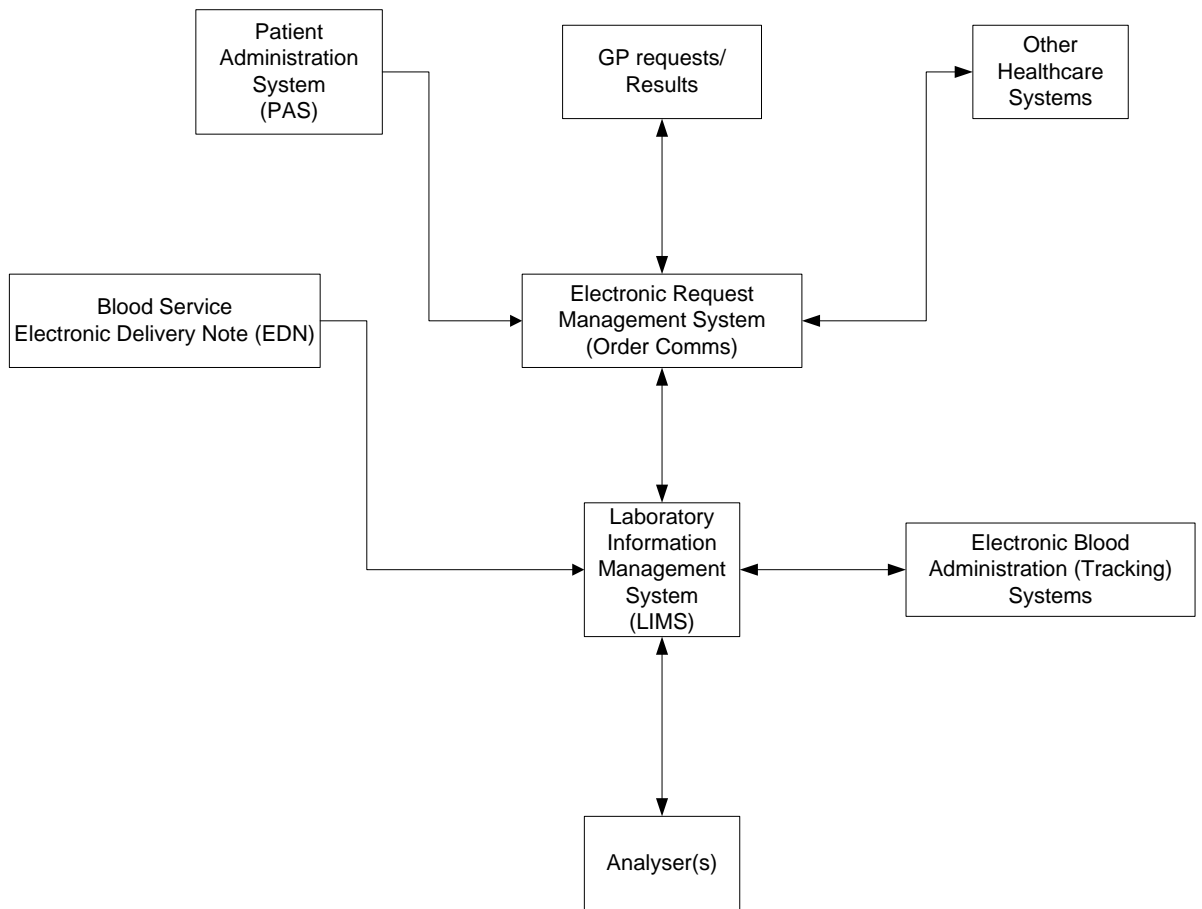 Patient
Administration
System
(PAS)
GP requests/
Results
Other
Healthcare
Systems
Blood Service
Electronic Delivery Note (EDN)
Electronic Request
Management System
(Order Comms)
Laboratory
Information
Management
System
(LIMS)
Electronic Blood
Administration (Tracking)
Systems
Analyser(s)